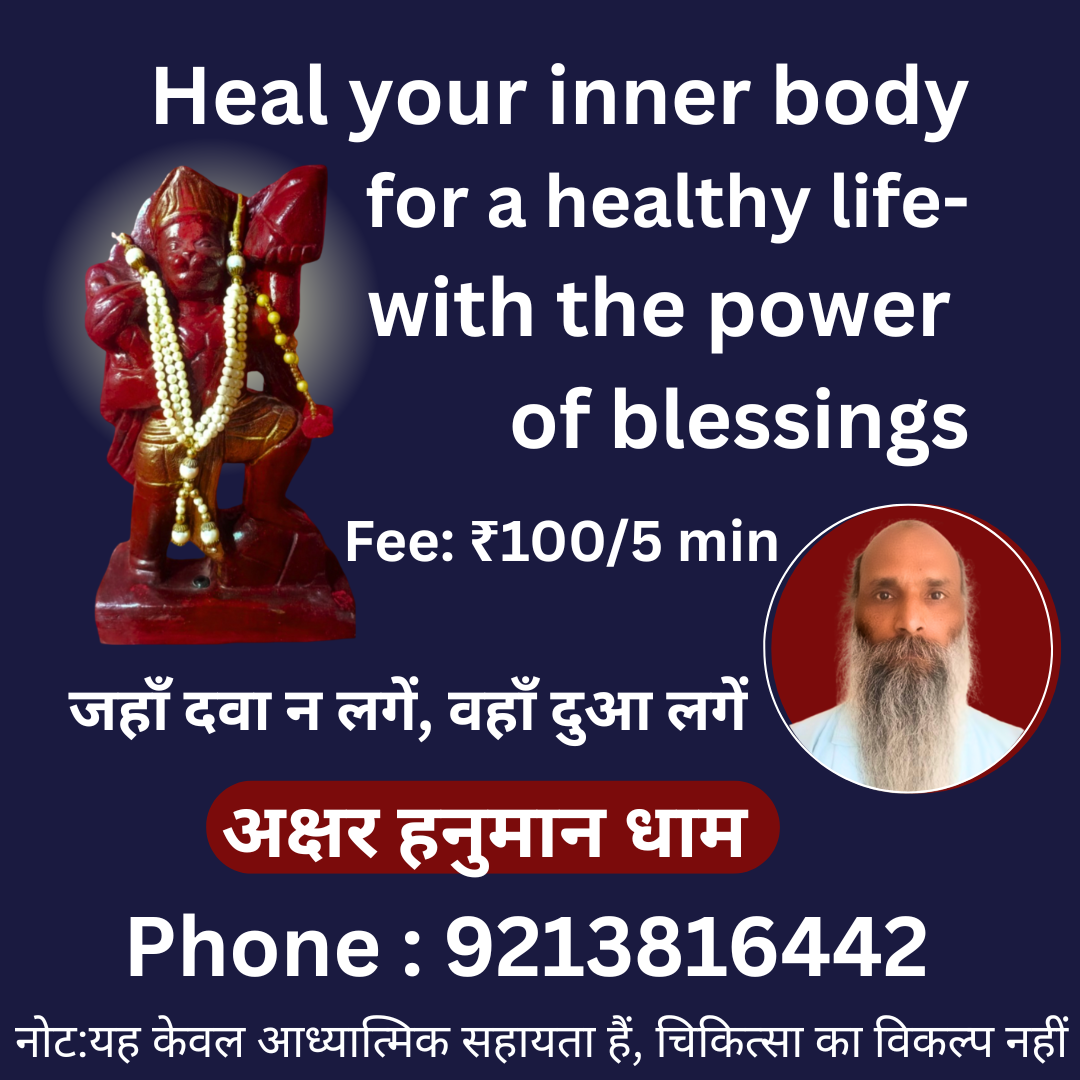 Heal your inner body
for a healthy life-
with the power
of blessings
Fee: ₹100/5 min
जहाँ दवा न लगें, वहाँ दुआ लगें
अक्षर हनुमान धाम
Phone : 9213816442
नोट:यह केवल आध्यात्मिक सहायता हैं, चिकित्सा का विकल्प नहीं